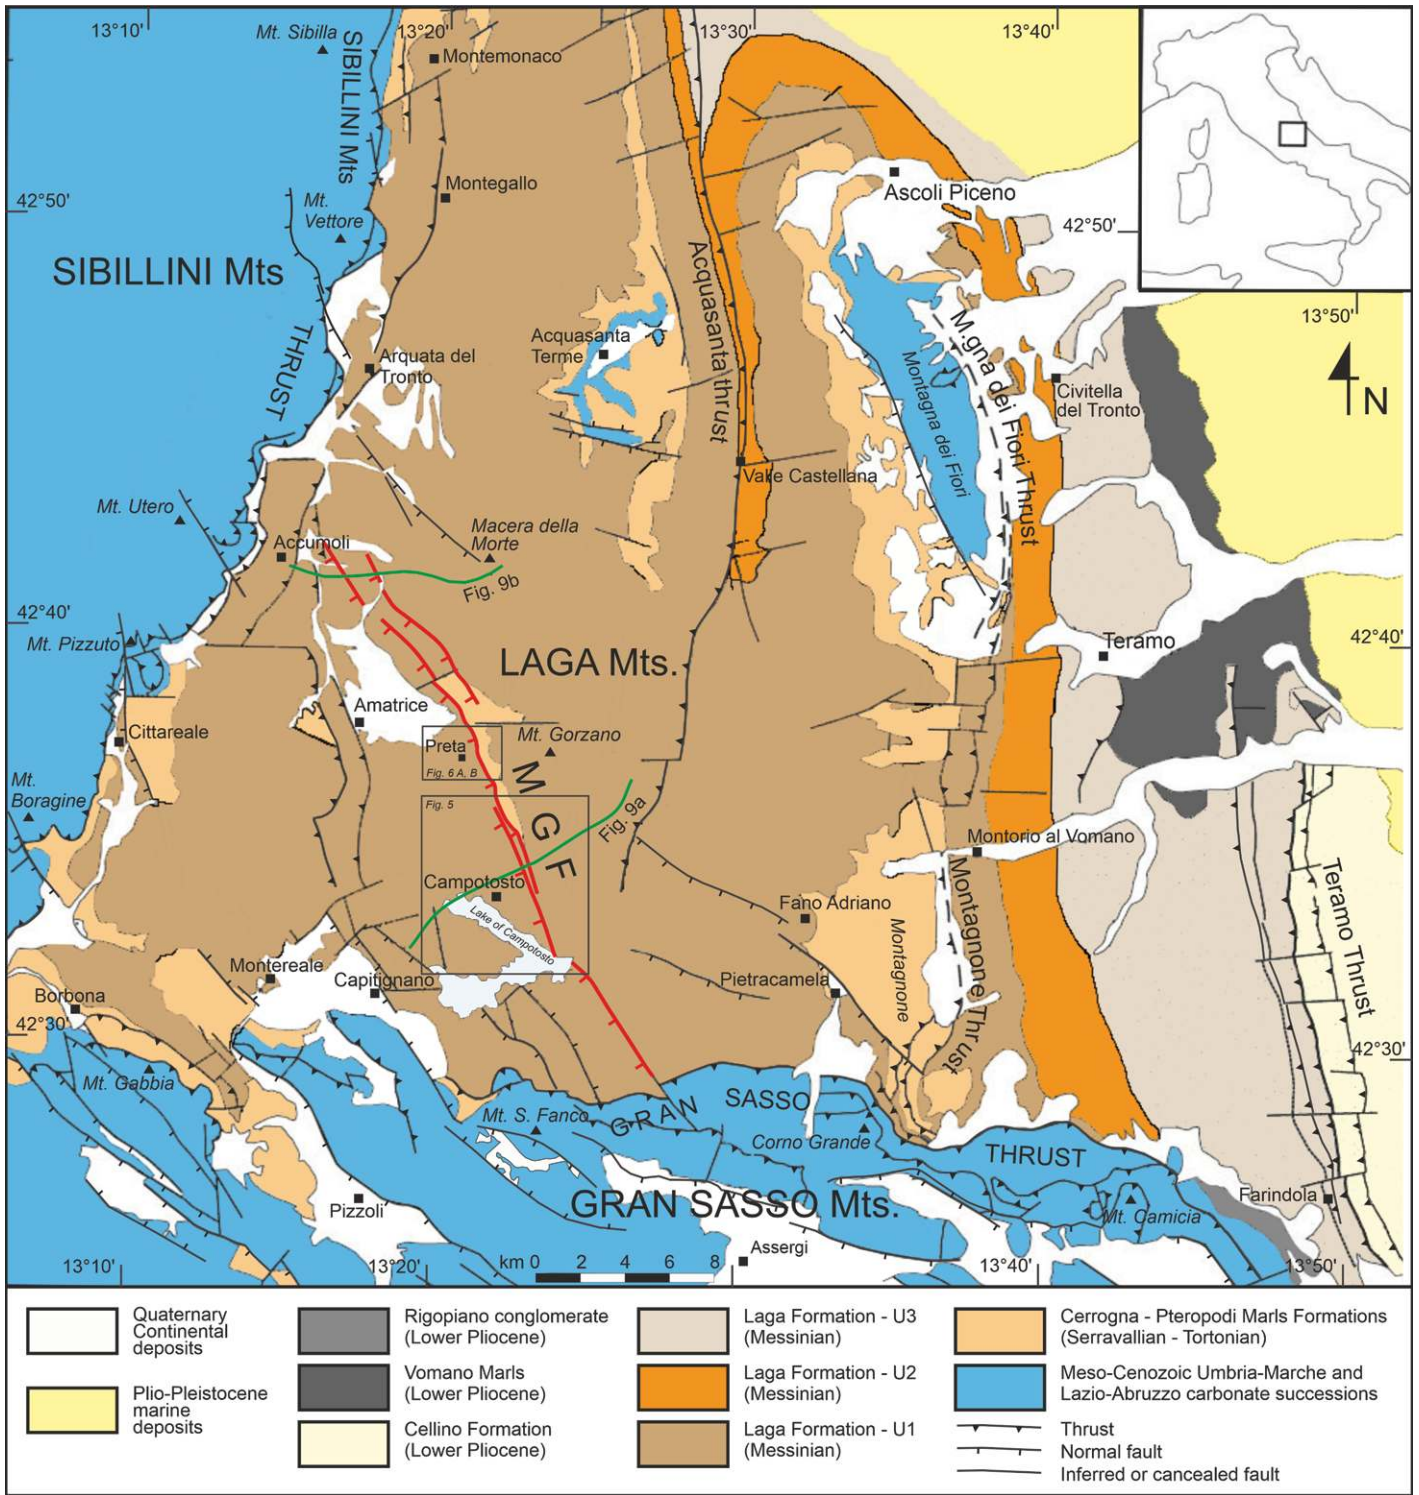 13°10'
13°20'
13°30'
13°40'
Mt. Sibilla
Montemonaco
SIBILLINI Mts
Montegallo
Ascoli Piceno
42°50'
Mt.
Vettore
42°50'
SIBILLINI Mts
THRUST
Acquasanta thrust
Acquasanta
Terme
Arquata del
Tronto
M.gna dei Fiori Thrust
Montagna dei Fiori
13°50'
N
Civitella
del Tronto
Valle Castellana
Mt. Utero
Macera della
Morte
Accumoli
Fig. 9b
42°40'
Mt. Pizzuto
LAGA Mts.
Teramo
42°40'
Amatrice
Cittareale
Preta
Fig. 6 A, B
Mt. Gorzano
MGF
Mt.
Boragine
Fig. 5
Fig. 9a
Montorio al Vomano
Campotosto
Lake of Campotosto
Fano Adriano
Montagnone
Montagnone Thrust
Teramo Thrust
Montereale
Capitignano
Pietracamela
Borbona
42°30'
42°30'
Mt. Gabbia
Mt. S. Fanco
GRAN
SASSO
THRUST
Corno Grande
Pizzoli
GRAN SASSO Mts.
Mt. Camicia
Farindola
Assergi
km 0 2 4 6 8
13°10'
13°20'
13°40'
13°50'
Quaternary
Continental
deposits
Plio-Pleistocene
marine
deposits
Rigopiano conglomerate
(Lower Pliocene)
Vomano Marls
(Lower Pliocene)
Cellino Formation
(Lower Pliocene)
Laga Formation - U3
(Messinian)
Laga Formation - U2
(Messinian)
Laga Formation - U1
(Messinian)
Cerrogna - Pteropodi Marls Formations
(Serravallian - Tortonian)
Meso-Cenozoic Umbria-Marche and
Lazio-Abruzzo carbonate successions
Thrust
Normal fault
Inferred or cancealed fault